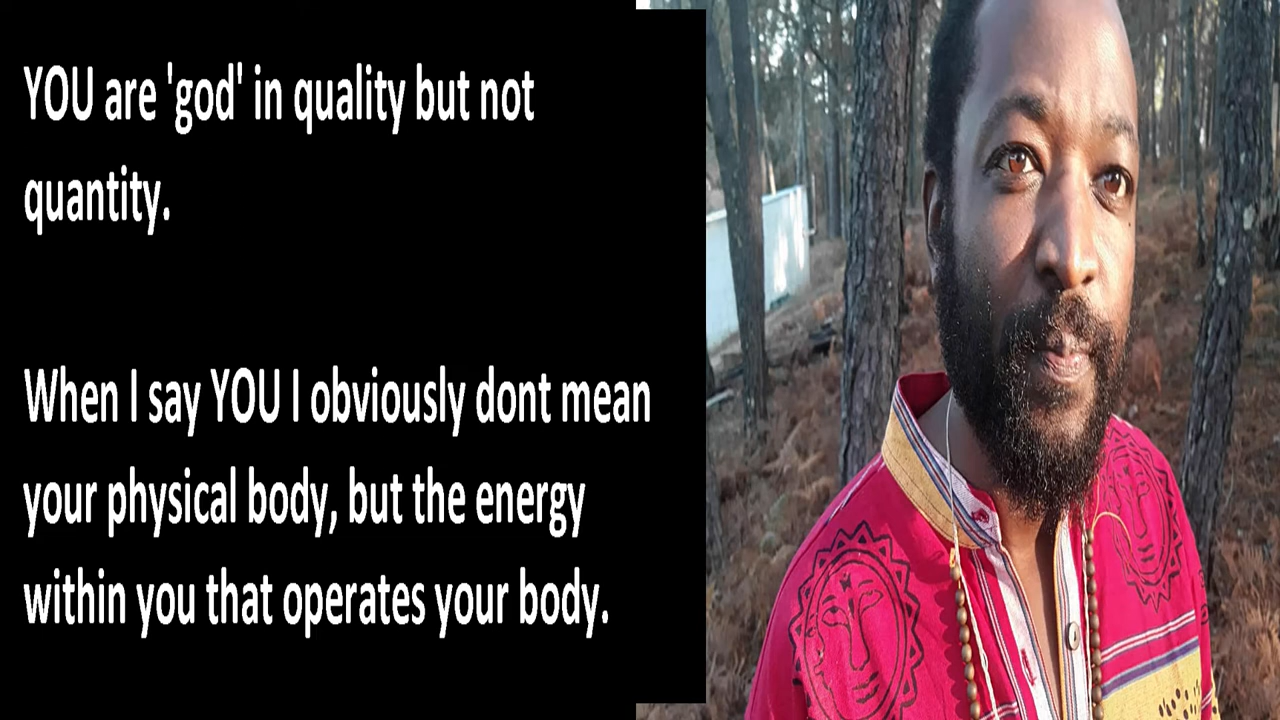 YOU are 'god' in quality but not
quantity.
When I say YOU I obviously dont mean
your physical body, but the energy
within you that operates your body.